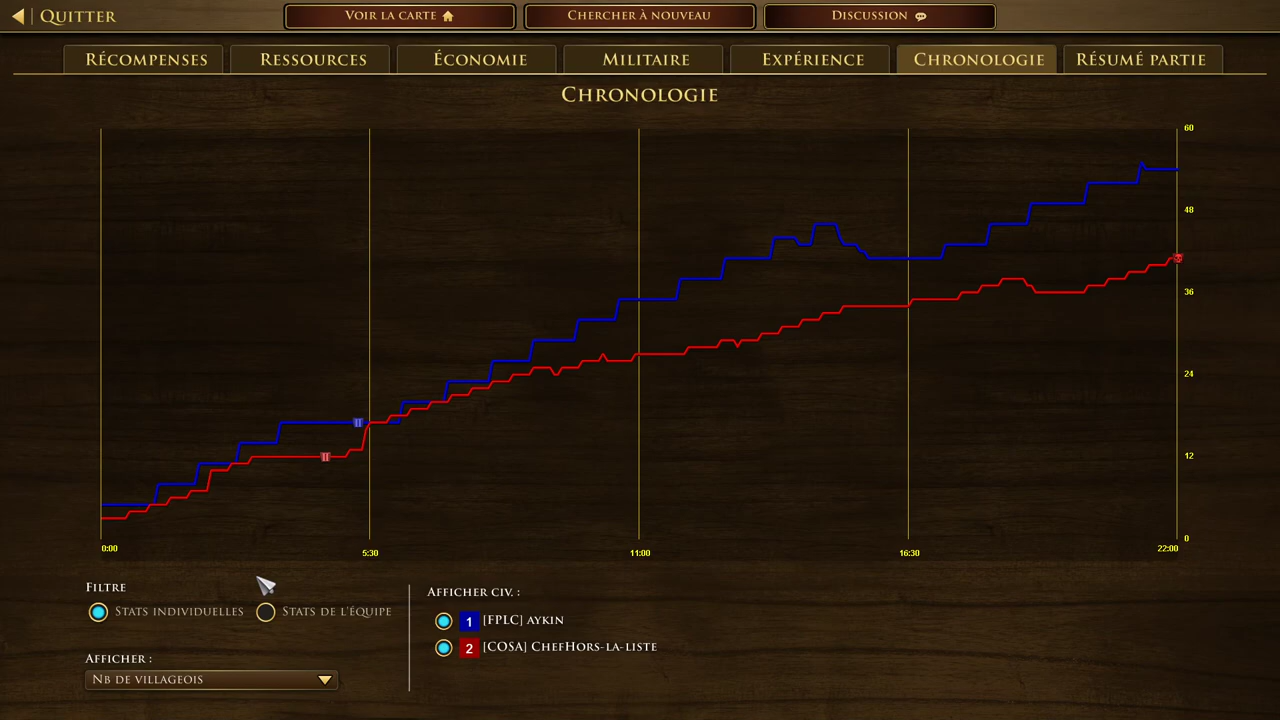 Quitter
Voir la carte
Chercher à nouveau
Discussion
Récompenses
Ressources
Économie
Militaire
Expérience
Chronologie
Résumé partie
Chronologie
60
48
36
24
12
0
II
II
0:00
5:30
11:00
16:30
22:00
Filtre
Stats individuelles
Stats de l'équipe
Afficher :
Nb de villageois
Afficher civ. :
1 [FPLC] aykin
2 [COSA] ChefHors-la-liste